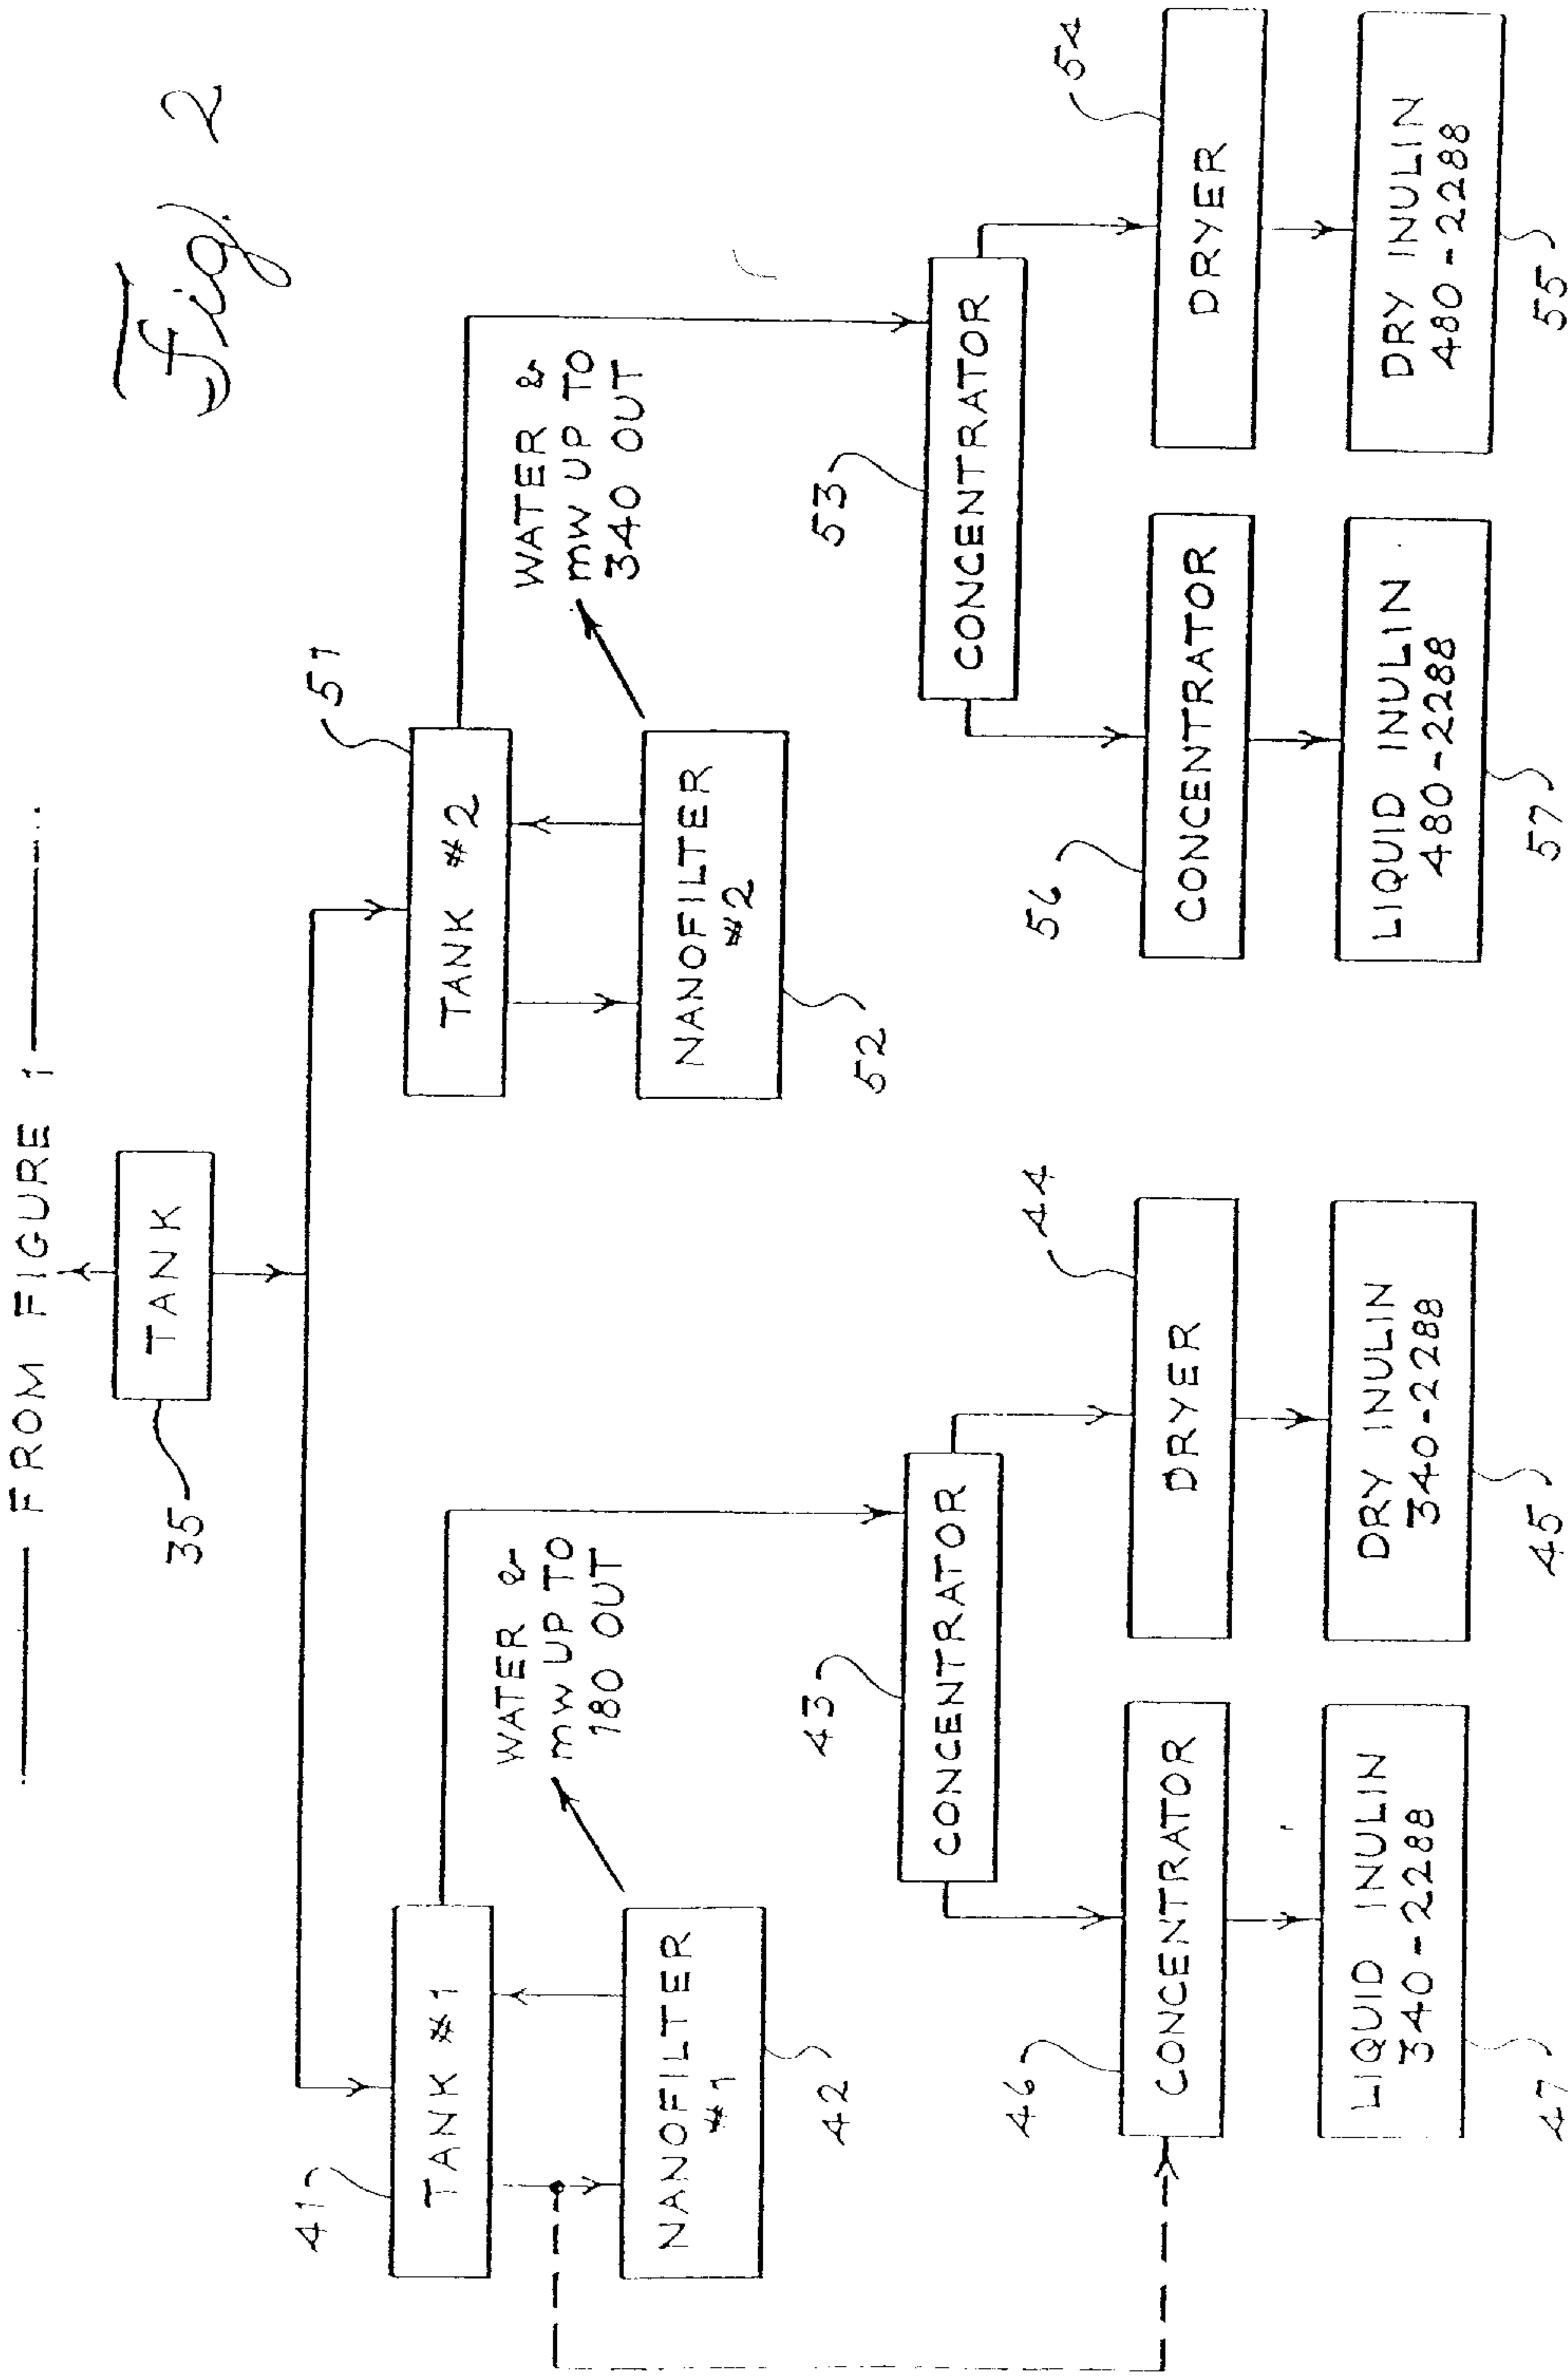 Fig. 2
FROM FIGURE 1
TANK
35
41
TANK #1
NANOFILTER
#1
42
WATER &
mw UP TO
180 OUT
43
CONCENTRATOR
46
CONCENTRATOR
LIQUID INULIN
340-2288
47
44
DRYER
DRY INULIN
340-2288
45
51
TANK #2
NANOFILTER
#2
52
WATER &
mw UP TO
340 OUT
53
CONCENTRATOR
56
CONCENTRATOR
LIQUID INULIN
480-2288
57
54
DRYER
DRY INULIN
480-2288
55